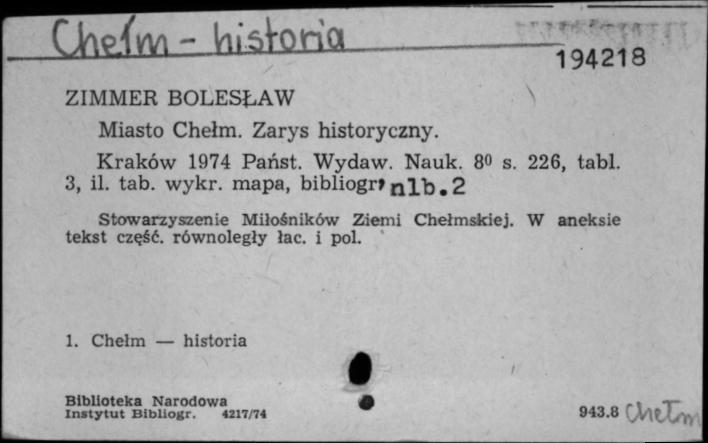 Chełm - historia
194218
ZIMMER BOLESŁAW
Miasto Chełm. Zarys historyczny.
Kraków 1974 Państ. Wydaw. Nauk. 8⁰ s. 226, tabl.
3, il. tab. wykr. mapa, bibliogr, nlb.2
Stowarzyszenie Miłośników Ziemi Chełmskiej. W aneksie
tekst część. równoległy łac. i pol.
1. Chełm — historia
Biblioteka Narodowa
Instytut Bibliogr. 4217/74
943.8 Chełm